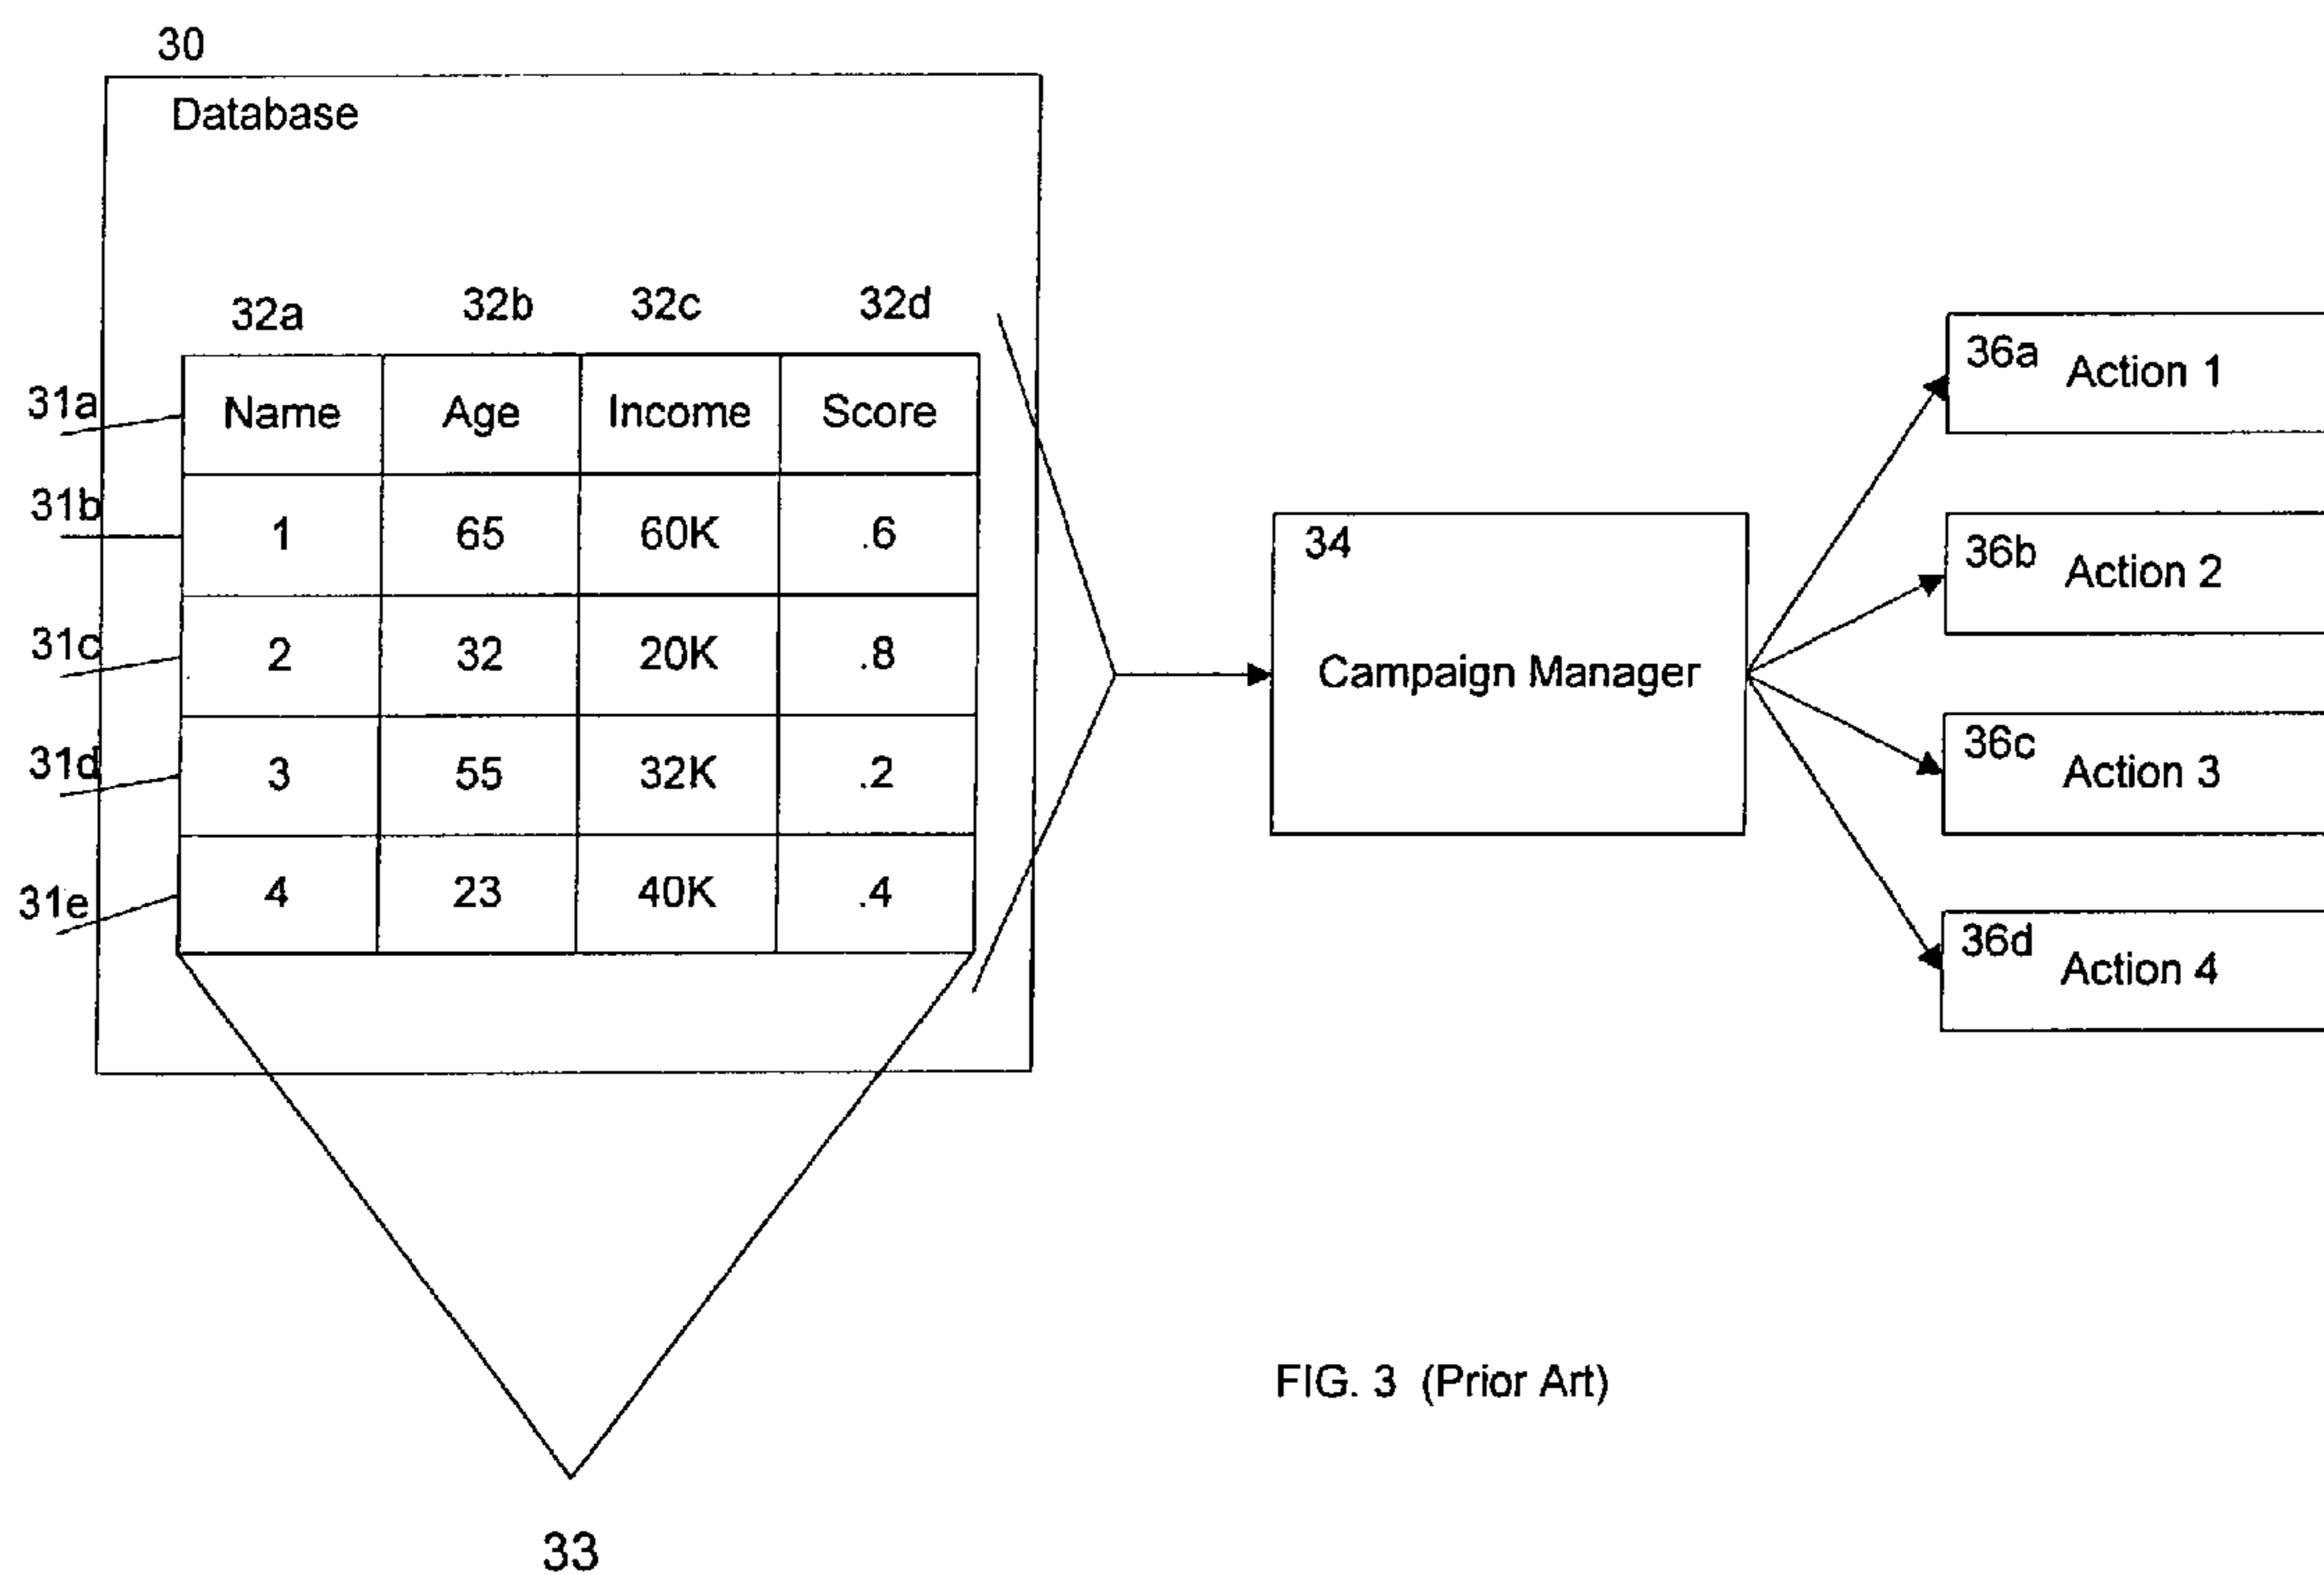 30
Database
32a 32b 32c 32d
31a Name Age Income Score
31b 1 65 60K .6
31c 2 32 20K .8
31d 3 55 32K .2
31e 4 23 40K .4
33
34
Campaign Manager
36a Action 1
36b Action 2
36c Action 3
36d Action 4
FIG. 3 (Prior Art)